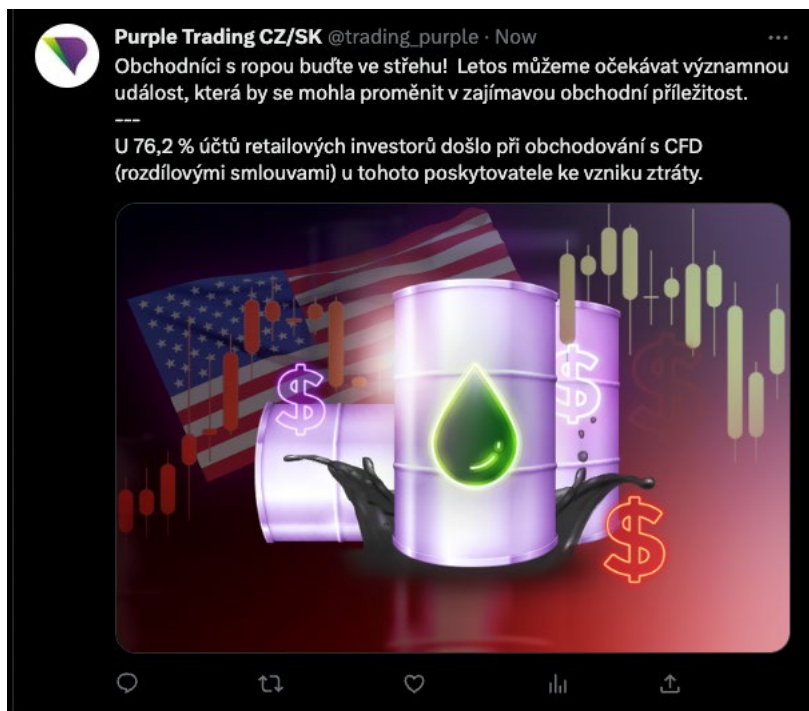 Purple Trading CZ/SK @trading_purple · Now
Obchodníci s ropou buďte ve střehu! Letos můžeme očekávat významnou
událost, která by se mohla proměnit v zajímavou obchodní příležitost.
---
U 76,2 % účtů retailových investorů došlo při obchodování s CFD
(rozdílovými smlouvami) u tohoto poskytovatele ke vzniku ztráty.
$
$
$
$